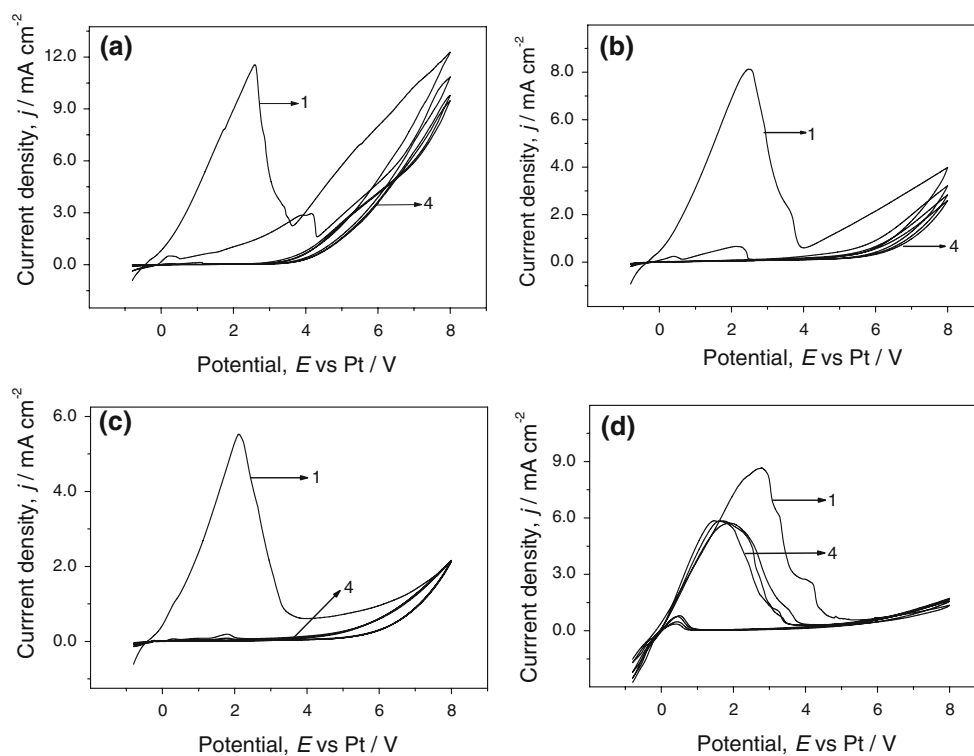 (a)
Currrent density, j / mA cm-2
12.0
9.0
6.0
3.0
0.0
1
4
0 2 4 6 8
Potential, E vs Pt / V
(b)
Currrent density, j / mA cm-2
8.0
6.0
4.0
2.0
0.0
1
4
0 2 4 6 8
Potential, E vs Pt / V
(c)
Currrent density, j / mA cm-2
6.0
4.0
2.0
0.0
1
4
0 2 4 6 8
Potential, E vs Pt / V
(d)
Currrent density, j / mA cm-2
9.0
6.0
3.0
0.0
1
4
0 2 4 6 8
Potential, E vs Pt / V